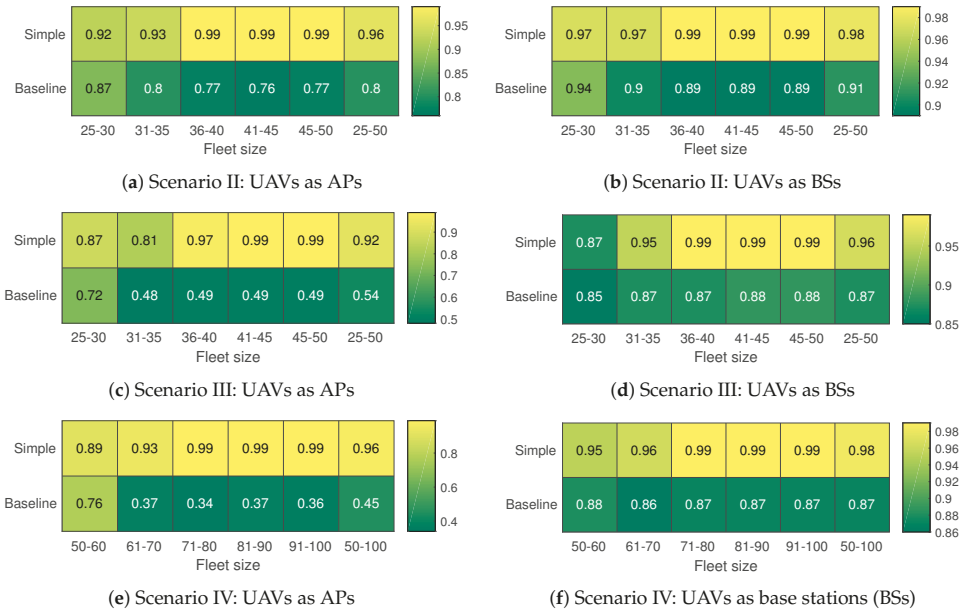 Simple 0.92 0.93 0.99 0.99 0.99 0.96
Baseline 0.87 0.8 0.77 0.76 0.77 0.8
25-30 31-35 36-40 41-45 45-50 25-50
Fleet size
0.95
0.9
0.85
0.8
(a) Scenario II: UAVs as APs
Simple 0.97 0.97 0.99 0.99 0.99 0.98
Baseline 0.94 0.9 0.89 0.89 0.89 0.91
25-30 31-35 36-40 41-45 45-50 25-50
Fleet size
0.98
0.96
0.94
0.92
0.9
(b) Scenario II: UAVs as BSs
Simple 0.87 0.81 0.97 0.99 0.99 0.92
Baseline 0.72 0.48 0.49 0.49 0.49 0.54
25-30 31-35 36-40 41-45 45-50 25-50
Fleet size
0.9
0.8
0.7
0.6
0.5
(c) Scenario III: UAVs as APs
Simple 0.87 0.95 0.99 0.99 0.99 0.96
Baseline 0.85 0.87 0.87 0.88 0.88 0.87
25-30 31-35 36-40 41-45 45-50 25-50
Fleet size
0.95
0.9
0.85
(d) Scenario III: UAVs as BSs
Simple 0.89 0.93 0.99 0.99 0.99 0.96
Baseline 0.76 0.37 0.34 0.37 0.36 0.45
50-60 61-70 71-80 81-90 91-100 50-100
Fleet size
0.8
0.6
0.4
(e) Scenario IV: UAVs as APs
Simple 0.95 0.96 0.99 0.99 0.99 0.98
Baseline 0.88 0.86 0.87 0.87 0.87 0.87
50-60 61-70 71-80 81-90 91-100 50-100
Fleet size
0.98
0.96
0.94
0.92
0.9
0.88
0.86
(f) Scenario IV: UAVs as base stations (BSs)